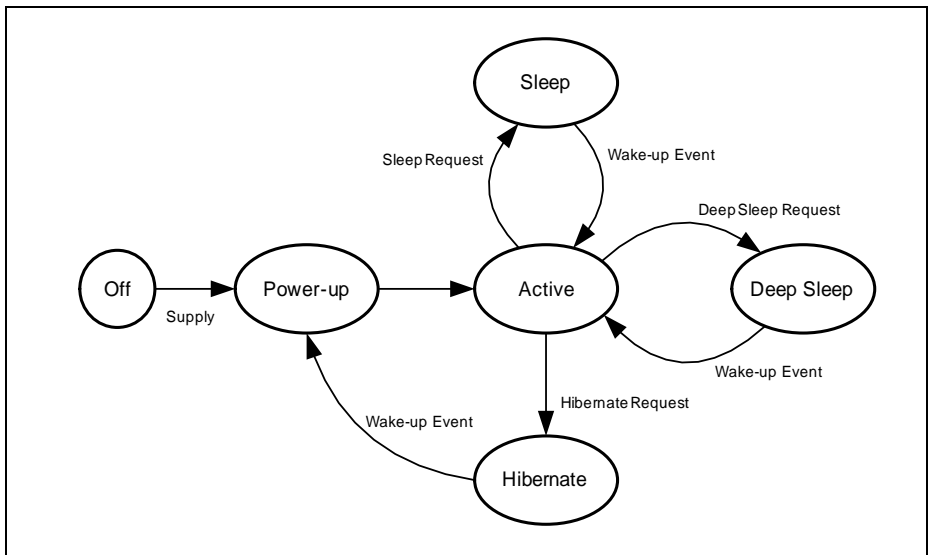 Sleep
Sleep Request
Wake-up Event
Deep Sleep Request
Off
Power-up
Active
Deep Sleep
Supply
Wake-up Event
Hibernate Request
Wake-up Event
Hibernate